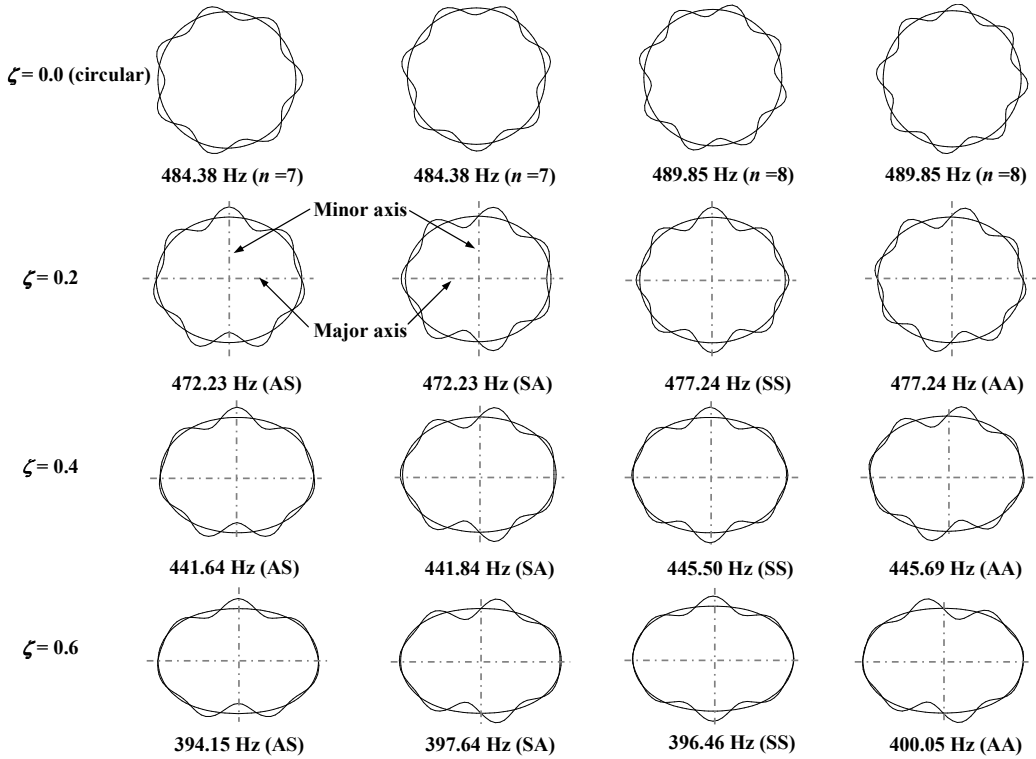 ζ = 0.0 (circular)
484.38 Hz (n =7)
484.38 Hz (n =7)
489.85 Hz (n =8)
489.85 Hz (n =8)
Minor axis
ζ = 0.2
Major axis
472.23 Hz (AS)
472.23 Hz (SA)
477.24 Hz (SS)
477.24 Hz (AA)
ζ = 0.4
441.64 Hz (AS)
441.84 Hz (SA)
445.50 Hz (SS)
445.69 Hz (AA)
ζ = 0.6
394.15 Hz (AS)
397.64 Hz (SA)
396.46 Hz (SS)
400.05 Hz (AA)